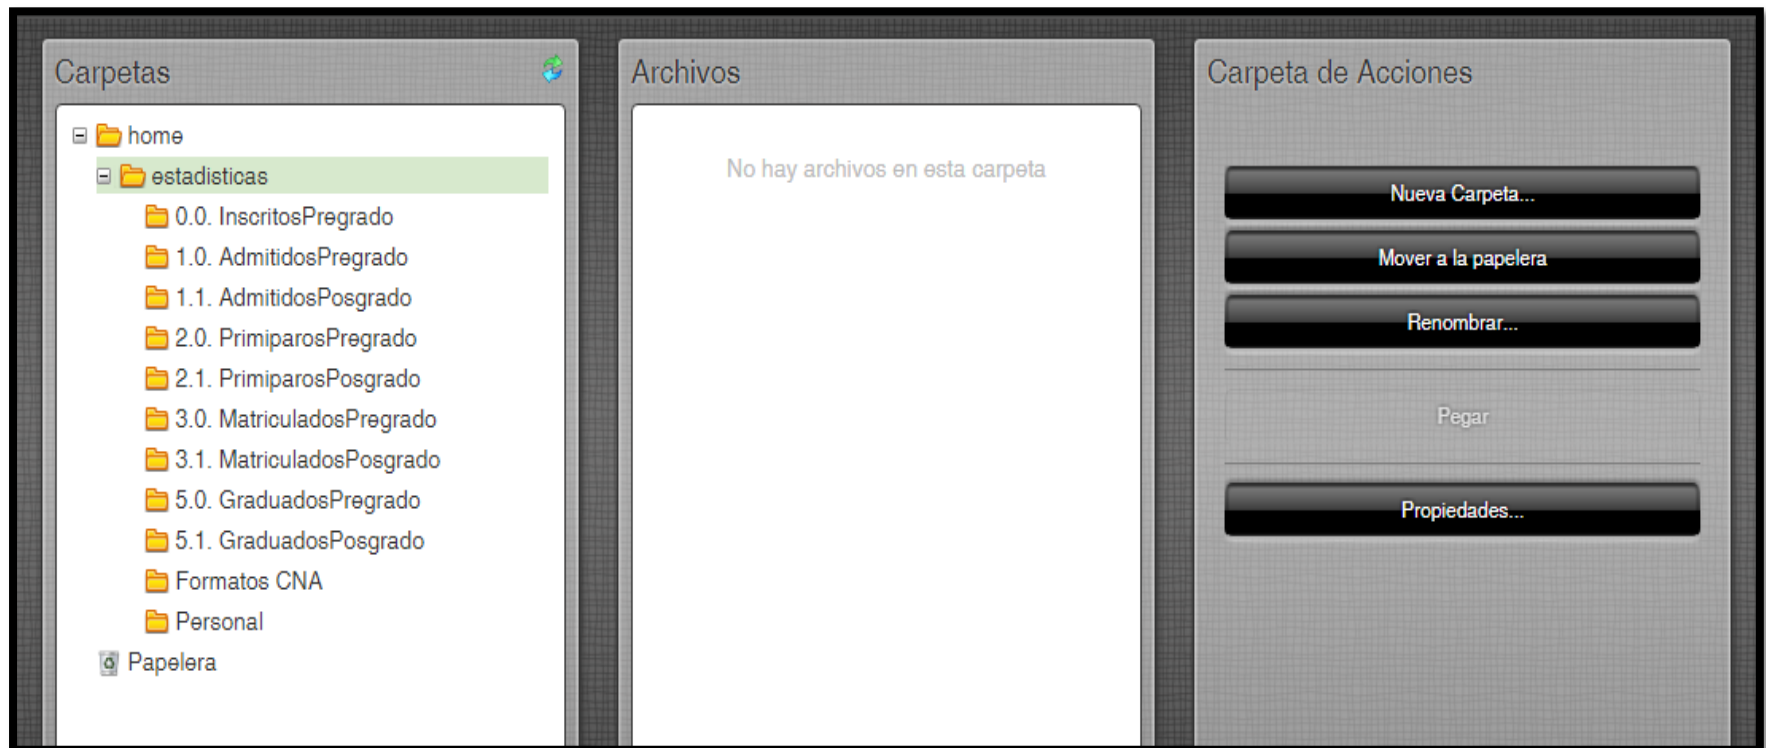 Carpetas
home
estadisticas
0.0. InscritosPregrado
1.0. AdmitidosPregrado
1.1. AdmitidosPosgrado
2.0. PrimiparosPregrado
2.1. PrimiparosPosgrado
3.0. MatriculadosPregrado
3.1. MatriculadosPosgrado
5.0. GraduadosPregrado
5.1. GraduadosPosgrado
Formatos CNA
Personal
Papelera
Archivos
No hay archivos en esta carpeta
Carpeta de Acciones
Nueva Carpeta...
Mover a la papelera
Renombrar...
Pegar
Propiedades...